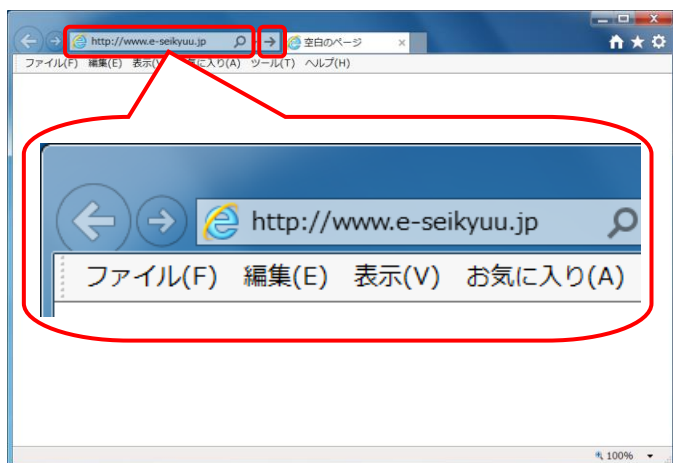 http://www.e-seikyuu.jp 空白のページ
ファイル(F) 編集(E) 表示(V) 気に入り(A) ツール(T) ヘルプ(H)
http://www.e-seikyuu.jp
ファイル(F) 編集(E) 表示(V) お気に入り(A)
100%